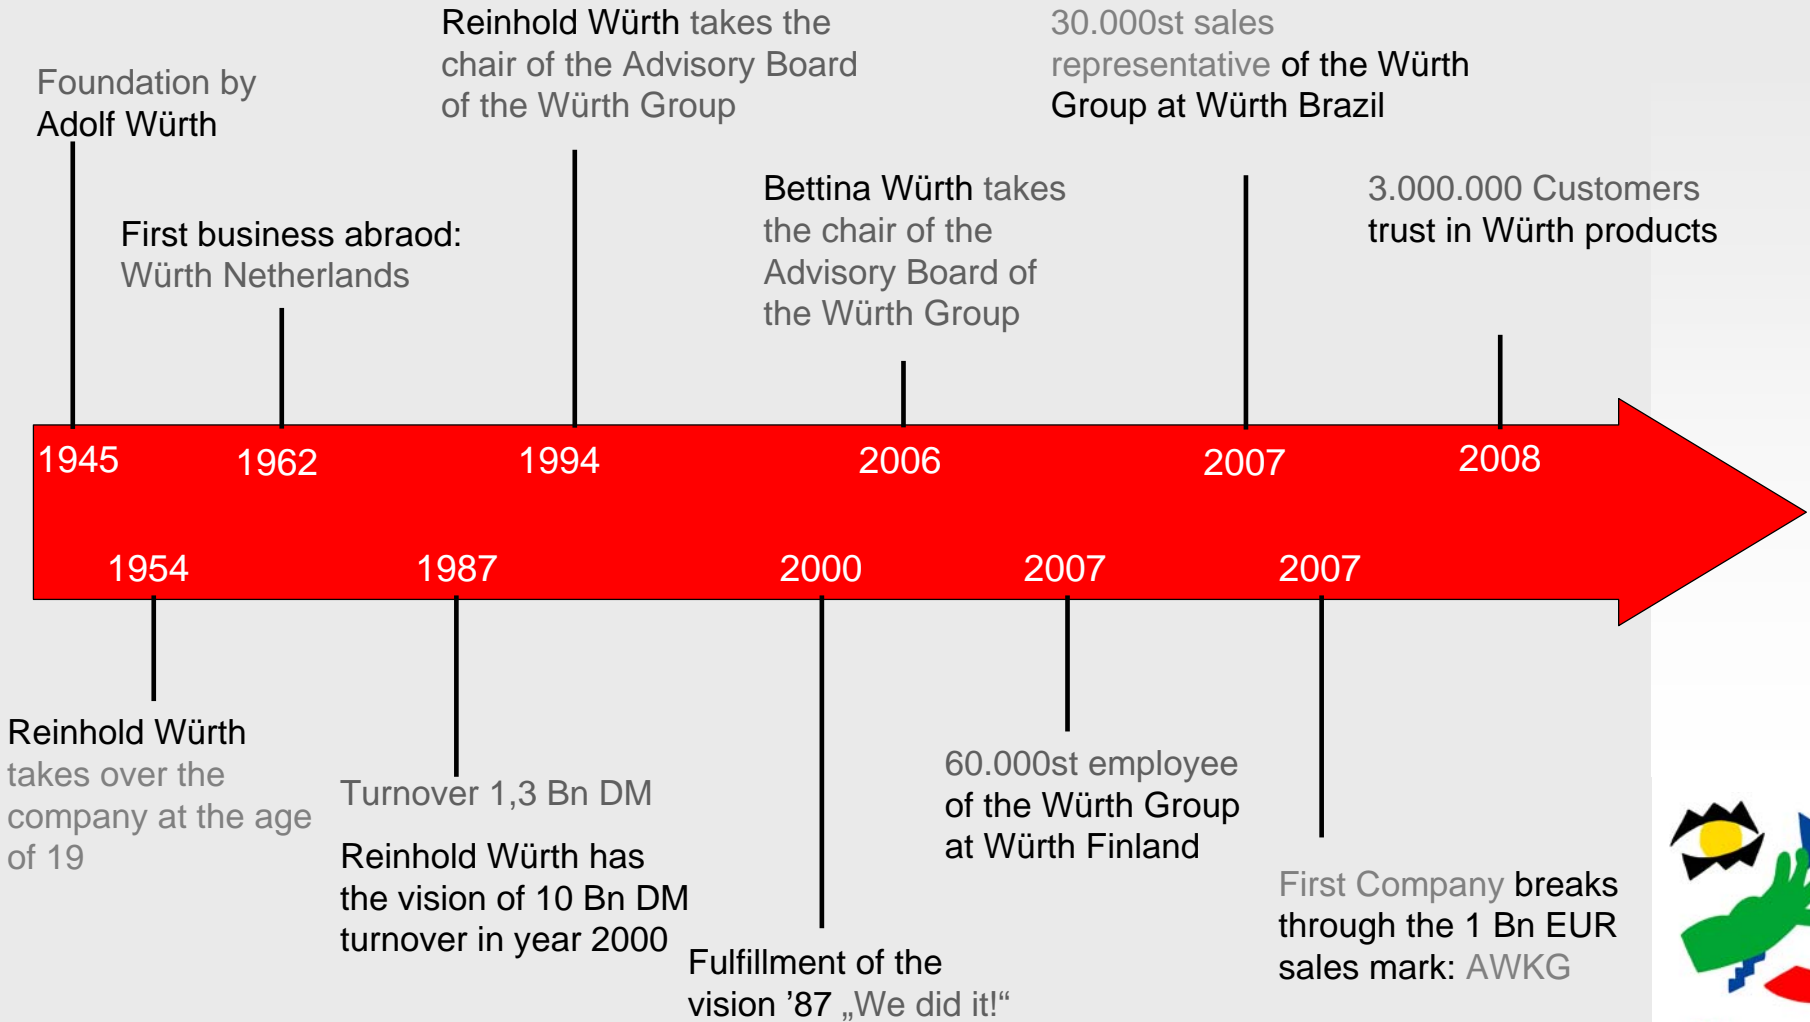 Foundation by
Adolf Würth
First business abraod:
Würth Netherlands
Reinhold Würth takes the
chair of the Advisory Board
of the Würth Group
Bettina Würth takes
the chair of the
Advisory Board of
the Würth Group
30.000st sales
representative of the Würth
Group at Würth Brazil
3.000.000 Customers
trust in Würth products
1945
1962
1994
2006
2007
2008
1954
1987
2000
2007
2007
Reinhold Würth
takes over the
company at the age
of 19
Turnover 1,3 Bn DM
Reinhold Würth has
the vision of 10 Bn DM
turnover in year 2000
Fulfillment of the
vision ’87 „We did it!“
60.000st employee
of the Würth Group
at Würth Finland
First Company breaks
through the 1 Bn EUR
sales mark: AWKG